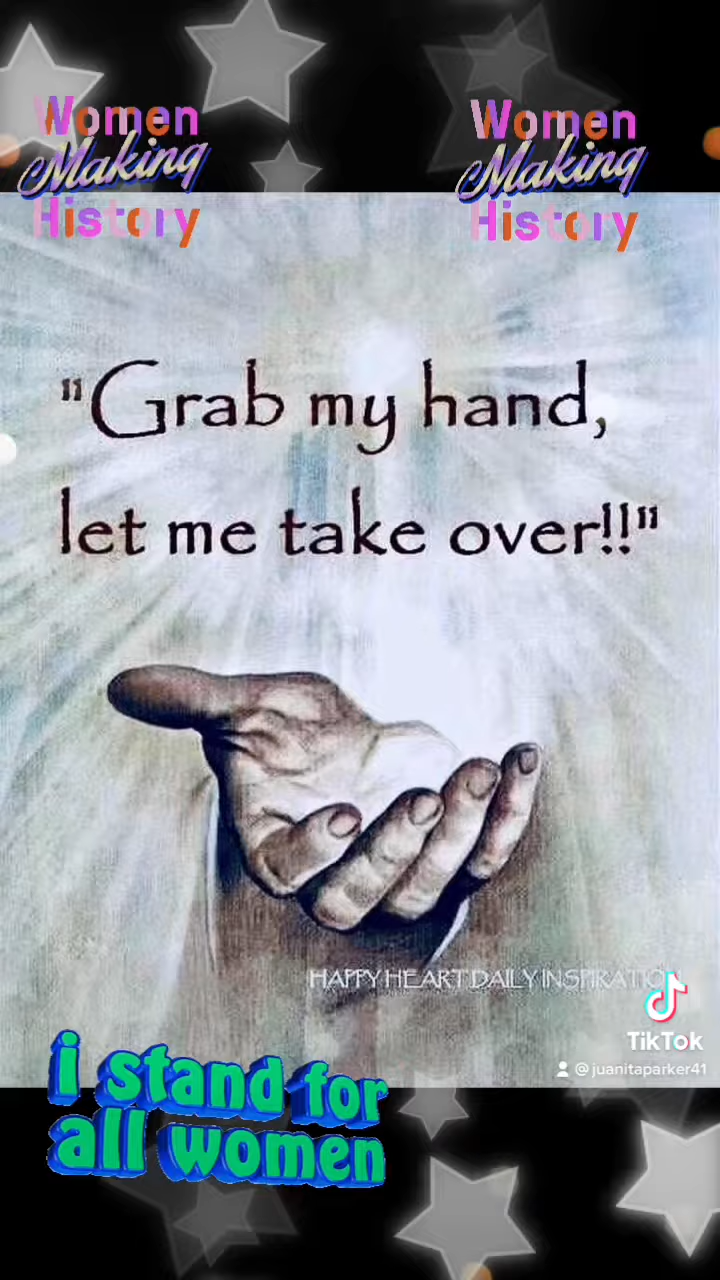 Women
Making
History
Women
Making
History
"Grab my hand,
let me take over!!"
HAPPY HEART DAILY INSPIRATION
TikTok
@juanitaparker41
i stand for
all women